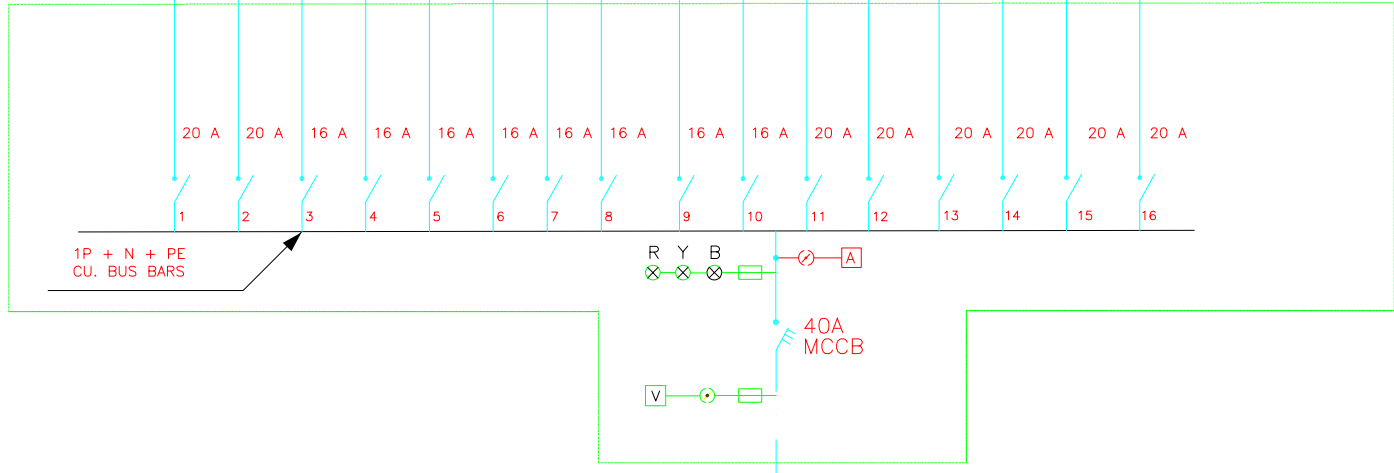 20 A 20 A 16 A 16 A 16 A 16 A 16 A 16 A 16 A 16 A 20 A 20 A 20 A 20 A 20 A 20 A
1 2 3 4 5 6 7 8 9 10 11 12 13 14 15 16
1P + N + PE
CU. BUS BARS
R Y B
A
40A
MCCB
V